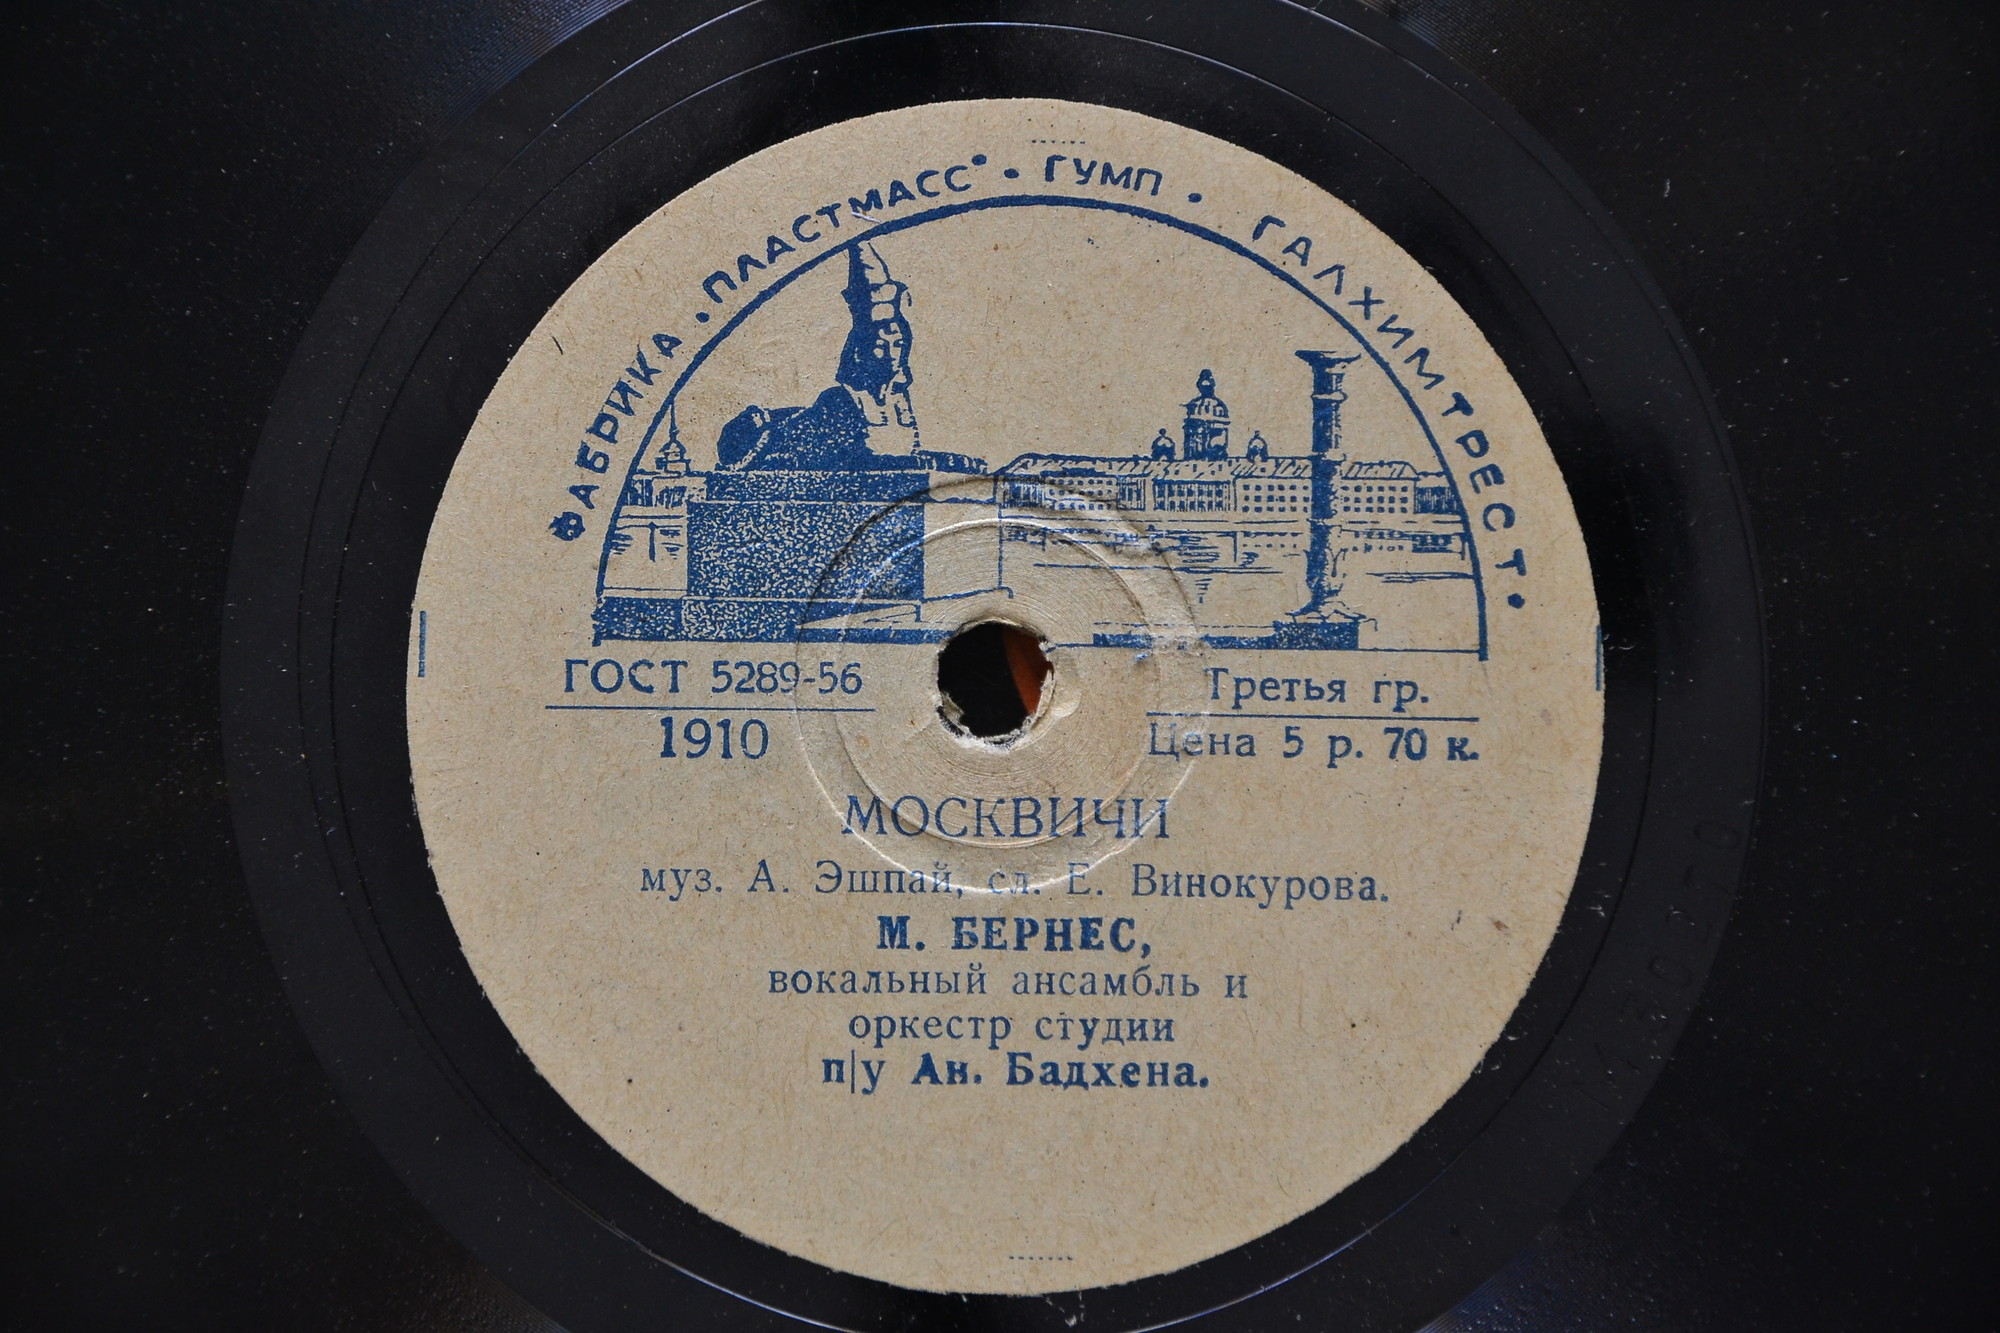 ФАБРИКА • ПЛАСТМАСС • ГУМП • ГАЛХИМТРЕСТ •
ГОСТ 5289-56
1910
Третья гр.
Цена 5 р. 70 к.
МОСКВИЧИ
муз. А. Эшпай, сл. Е. Винокурова.
М. БЕРНЕС,
вокальный ансамбль и
оркестр студии
п|у Ан. Бадхена.